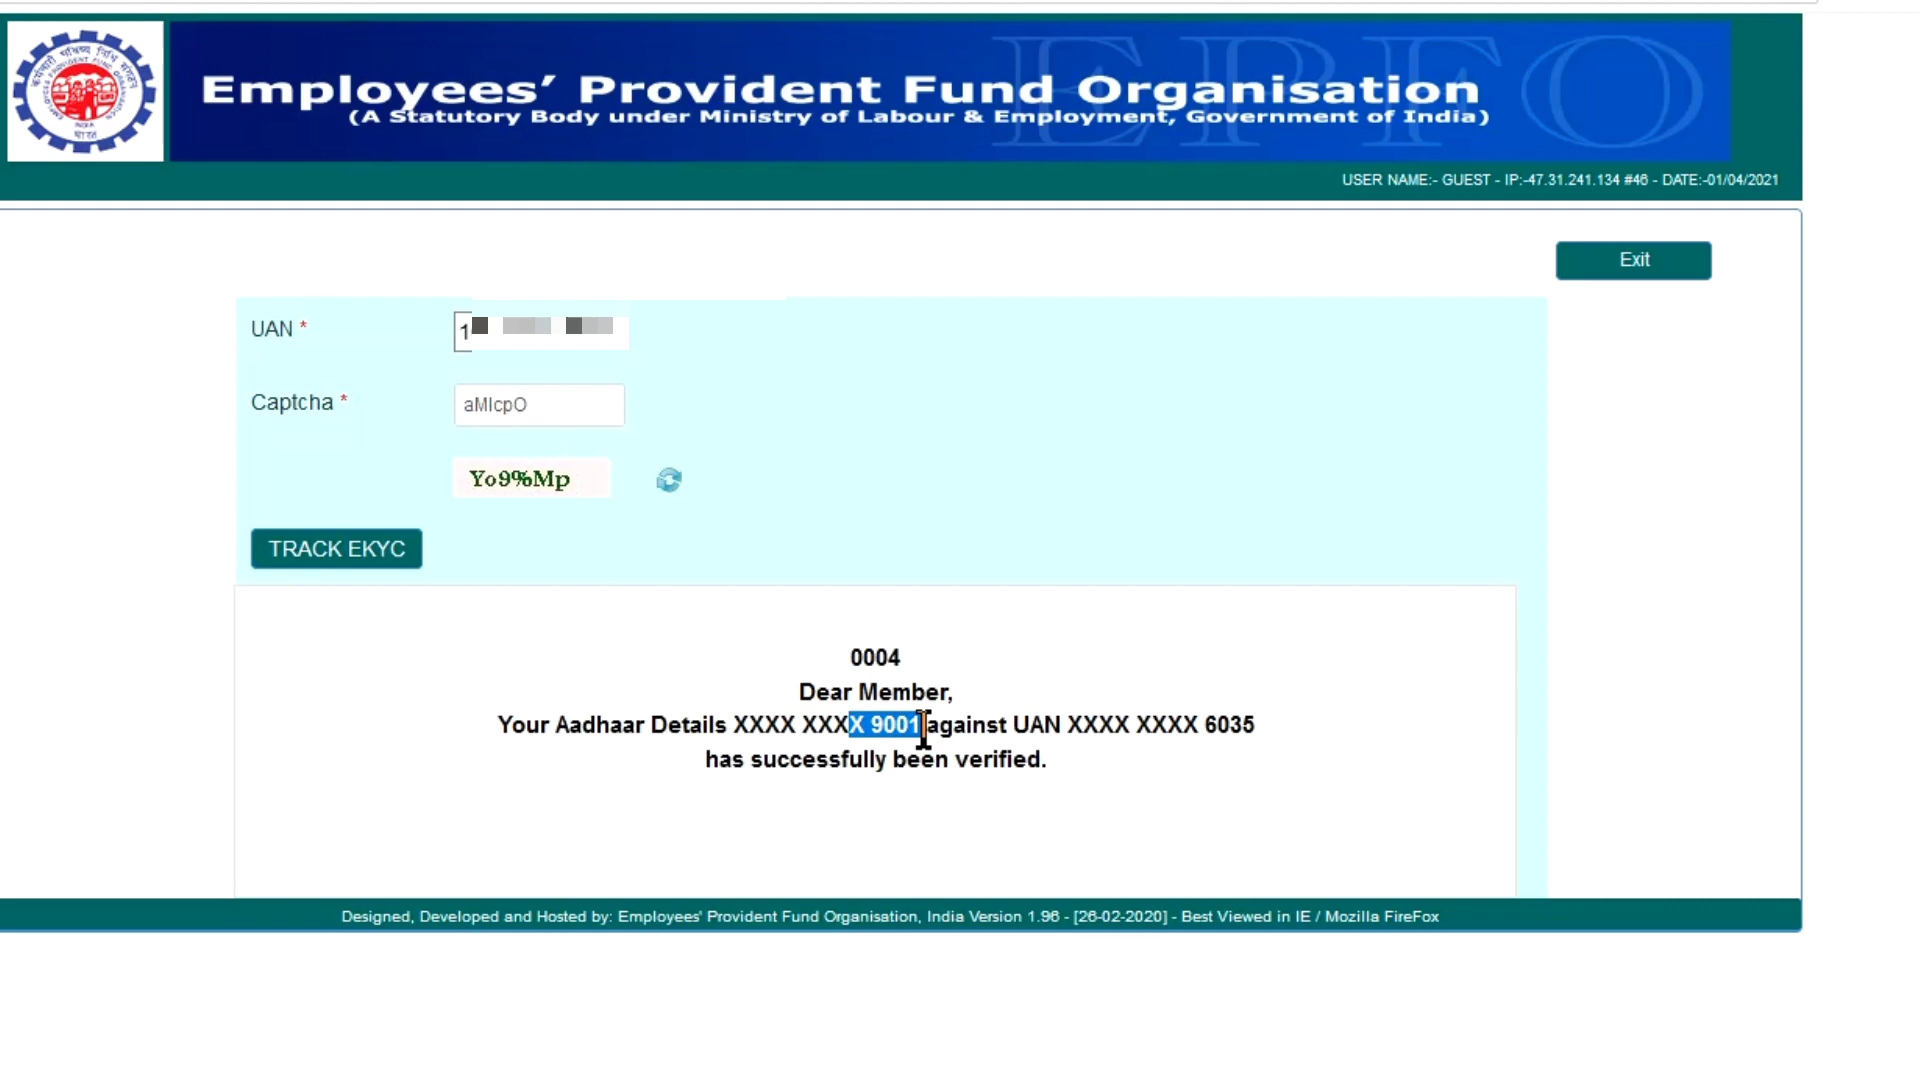 Employees' Provident Fund Organisation
(A Statutory Body under Ministry of Labour & Employment, Government of India)
EPFO
USER NAME:- GUEST - IP:-47.31.241.134 #46 - DATE:-01/04/2021
Exit
UAN *
1
Captcha *
aMIcpO
Yo9%Mp
TRACK EKYC
0004
Dear Member,
Your Aadhaar Details XXXX XXXX 9001 against UAN XXXX XXXX 6035
has successfully been verified.
Designed, Developed and Hosted by: Employees' Provident Fund Organisation, India Version 1.96 - [26-02-2020] - Best Viewed in IE / Mozilla FireFox